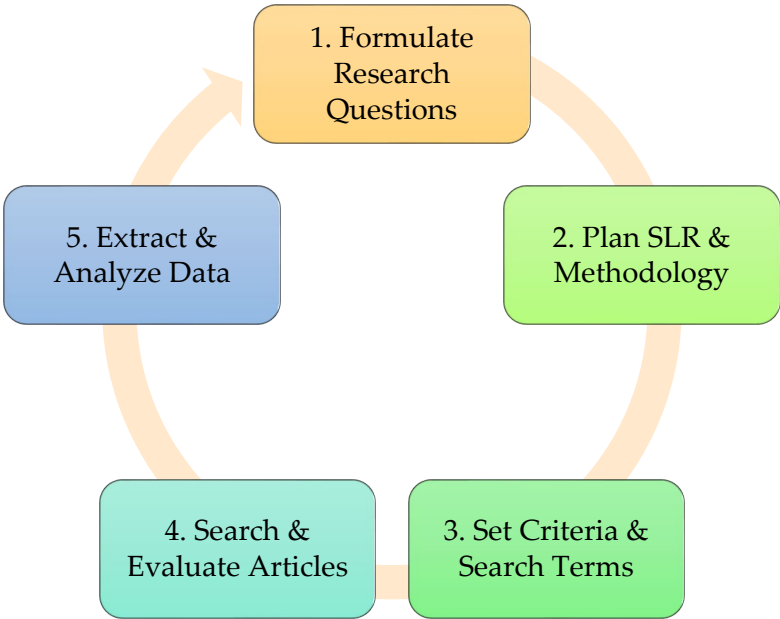 1. Formulate
Research
Questions
2. Plan SLR &
Methodology
3. Set Criteria &
Search Terms
4. Search &
Evaluate Articles
5. Extract &
Analyze Data